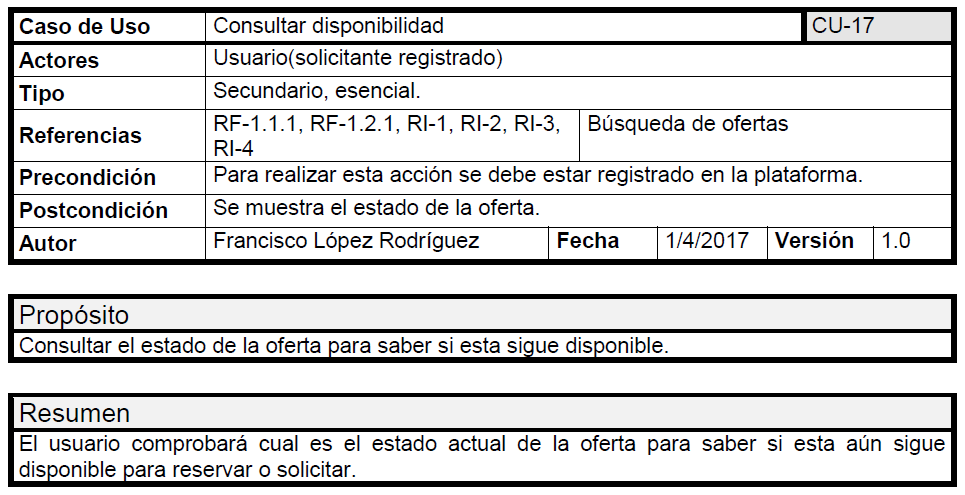 Caso de Uso Consultar disponibilidad CU-17
Actores Usuario(solicitante registrado)
Tipo Secundario, esencial.
Referencias RF-1.1.1, RF-1.2.1, RI-1, RI-2, RI-3, RI-4 Búsqueda de ofertas
Precondición Para realizar esta acción se debe estar registrado en la plataforma.
Postcondición Se muestra el estado de la oferta.
Autor Francisco López Rodríguez Fecha 1/4/2017 Versión 1.0
Propósito
Consultar el estado de la oferta para saber si esta sigue disponible.
Resumen
El usuario comprobará cual es el estado actual de la oferta para saber si esta aún sigue
disponible para reservar o solicitar.